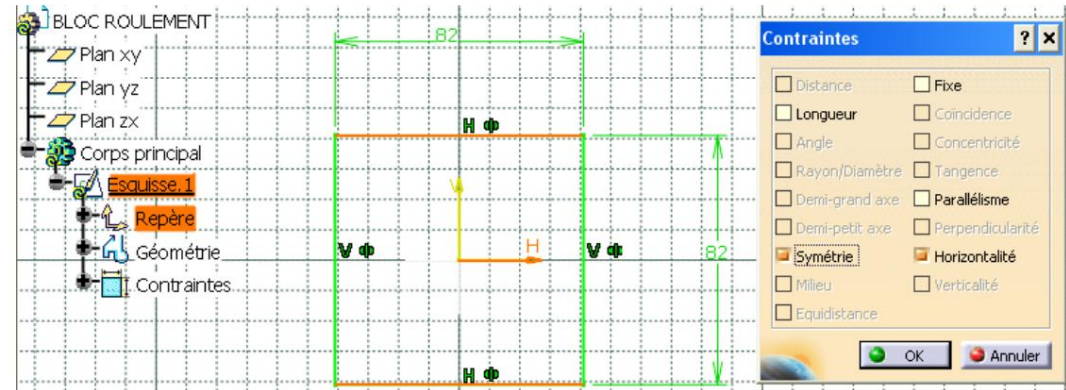 BLOC ROULEMENT
Plan xy
Plan yz
Plan zx
Corps principal
Esquisse.1
Repère
Géométrie
Contraintes
82
H
V
V
H
V
82
H
Contraintes
Distance
Fixe
Longueur
Coïncidence
Angle
Concentricité
Rayon/Diamètre
Tangence
Demi-grand axe
Parallélisme
Demi-petit axe
Perpendicularité
Symétrie
Horizontalité
Milieu
Verticalité
Equidistance
OK
Annuler